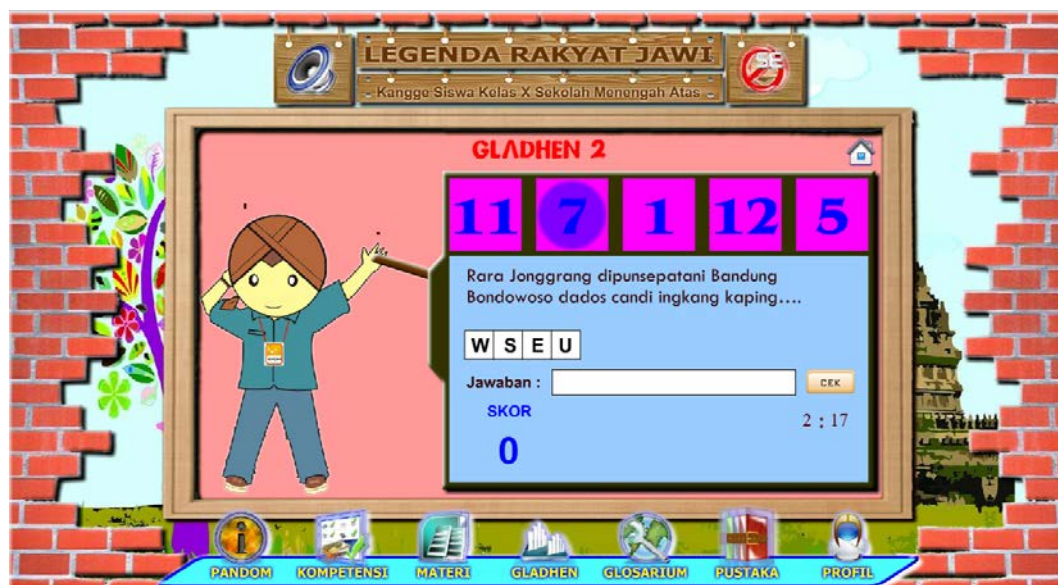 LEGENDA RAKYAT JAWI
Kangge Siswa Kelas X Sekolah Menengah Atas
GLADHEN 2
11 7 1 12 5
Rara Jonggrang dipunsepatani Bandung
Bondowoso dados candi ingkang kaping....
W S E U
Jawaban :
CEK
SKOR
2 : 17
0
PANDOM KOMPETENSI MATERI GLADHEN GLOSARIUM PUSTAKA PROFIL